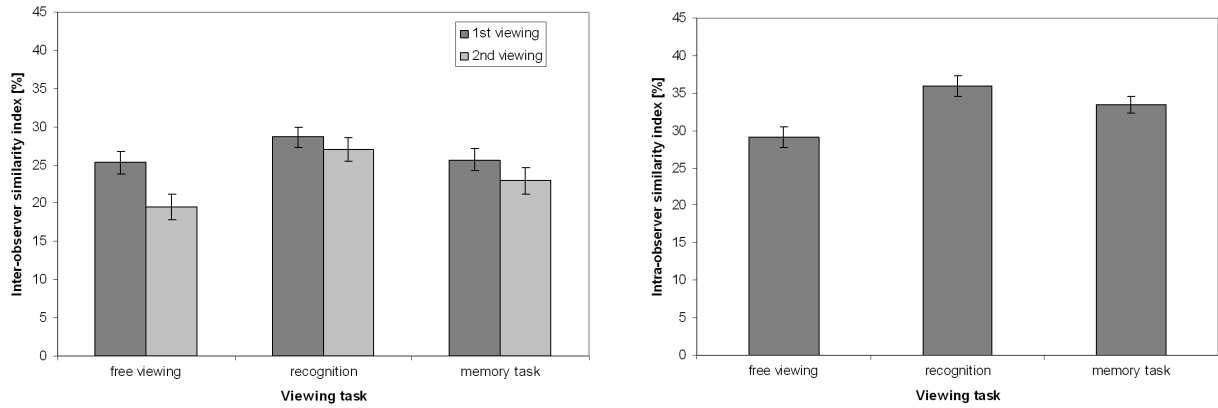 Inter-observer similarity index [%]
45
40
35
30
25
20
15
10
5
0
1st viewing
2nd viewing
free viewing recognition memory task
Viewing task
Intra-observer similarity index [%]
45
40
35
30
25
20
15
10
5
0
free viewing recognition memory task
Viewing task